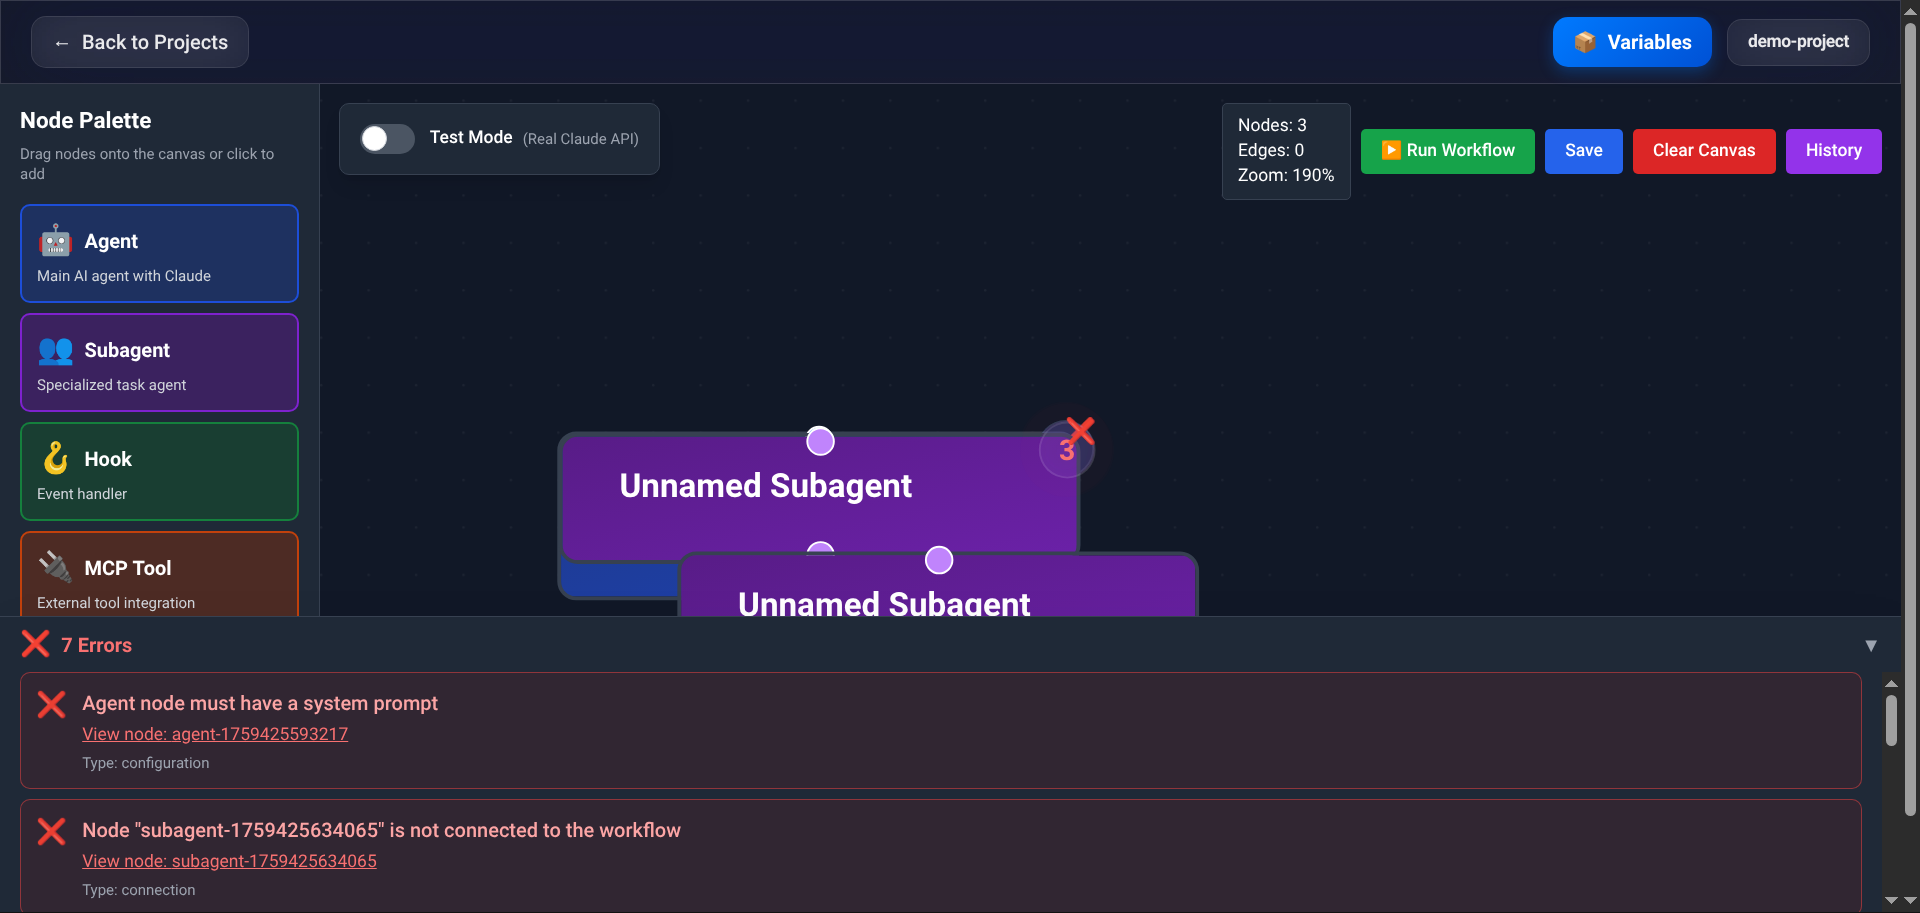 ← Back to Projects
📦 Variables
demo-project
Node Palette
Drag nodes onto the canvas or click to
add
Agent
Main AI agent with Claude
Subagent
Specialized task agent
Hook
Event handler
MCP Tool
External tool integration
Test Mode (Real Claude API)
Nodes: 3
Edges: 0
Zoom: 190%
Run Workflow
Save
Clear Canvas
History
3
Unnamed Subagent
Unnamed Subagent
7 Errors
▼
Agent node must have a system prompt
View node: agent-1759425593217
Type: configuration
Node "subagent-1759425634065" is not connected to the workflow
View node: subagent-1759425634065
Type: connection